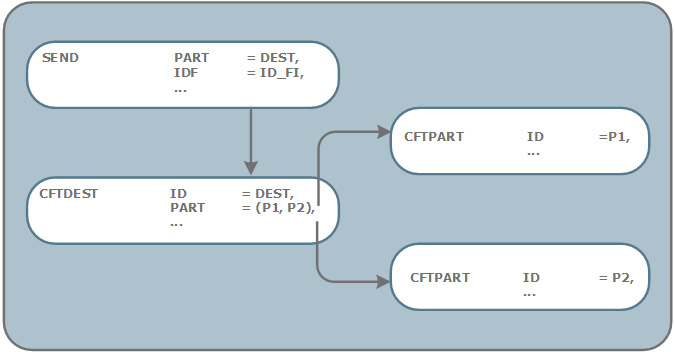 SEND PART = DEST,
IDF = ID_FI,
...
CFTDEST ID = DEST,
PART = (P1, P2),
...
CFTPART ID =P1,
...
CFTPART ID = P2,
...